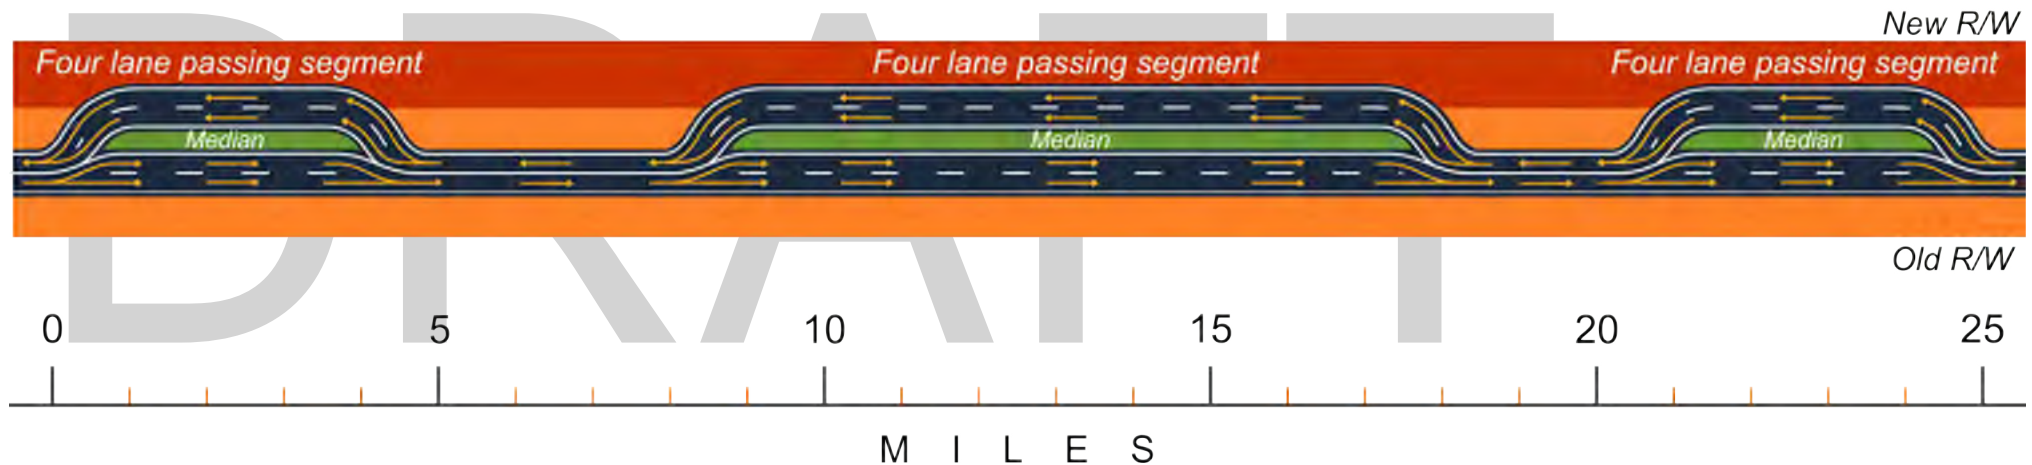 DRAFT
New R/W
Four lane passing segment Four lane passing segment Four lane passing segment
Median Median Median
Old R/W
0 5 10 15 20 25
MILES